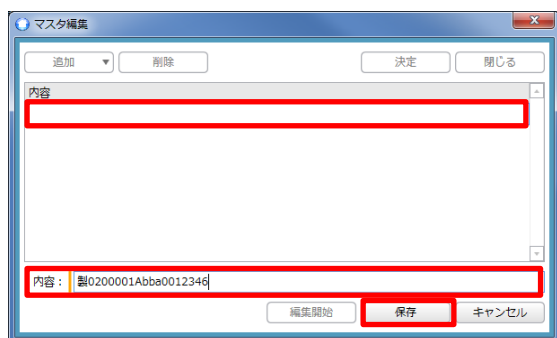 マスタ編集
追加 ▼ 削除 決定 閉じる
内容
内容： 製0200001Abba0012346
編集開始 保存 キャンセル